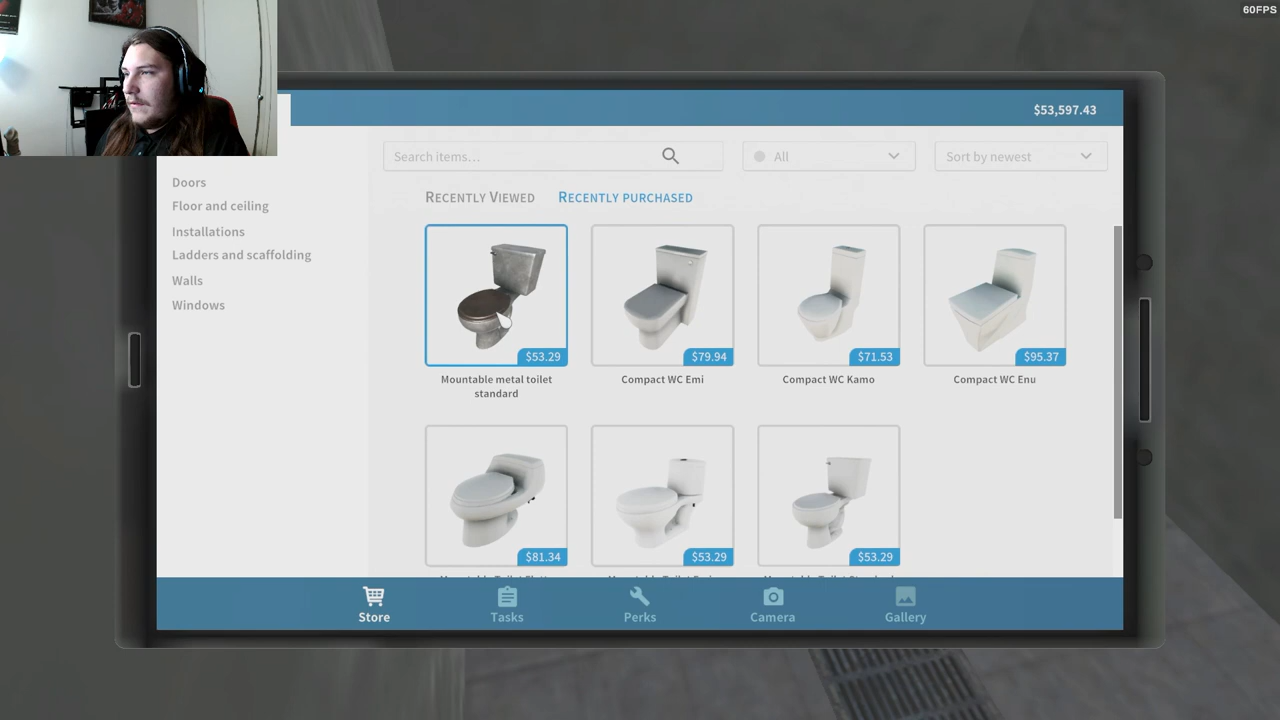 60FPS
$53,597.43
Search items...
All
Sort by newest
Doors
Floor and ceiling
Installations
Ladders and scaffolding
Walls
Windows
RECENTLY VIEWED
RECENTLY PURCHASED
$53.29
$79.94
$71.53
$95.37
Mountable metal toilet
standard
Compact WC Emi
Compact WC Kamo
Compact WC Enu
$81.34
$53.29
$53.29
Store
Tasks
Perks
Camera
Gallery